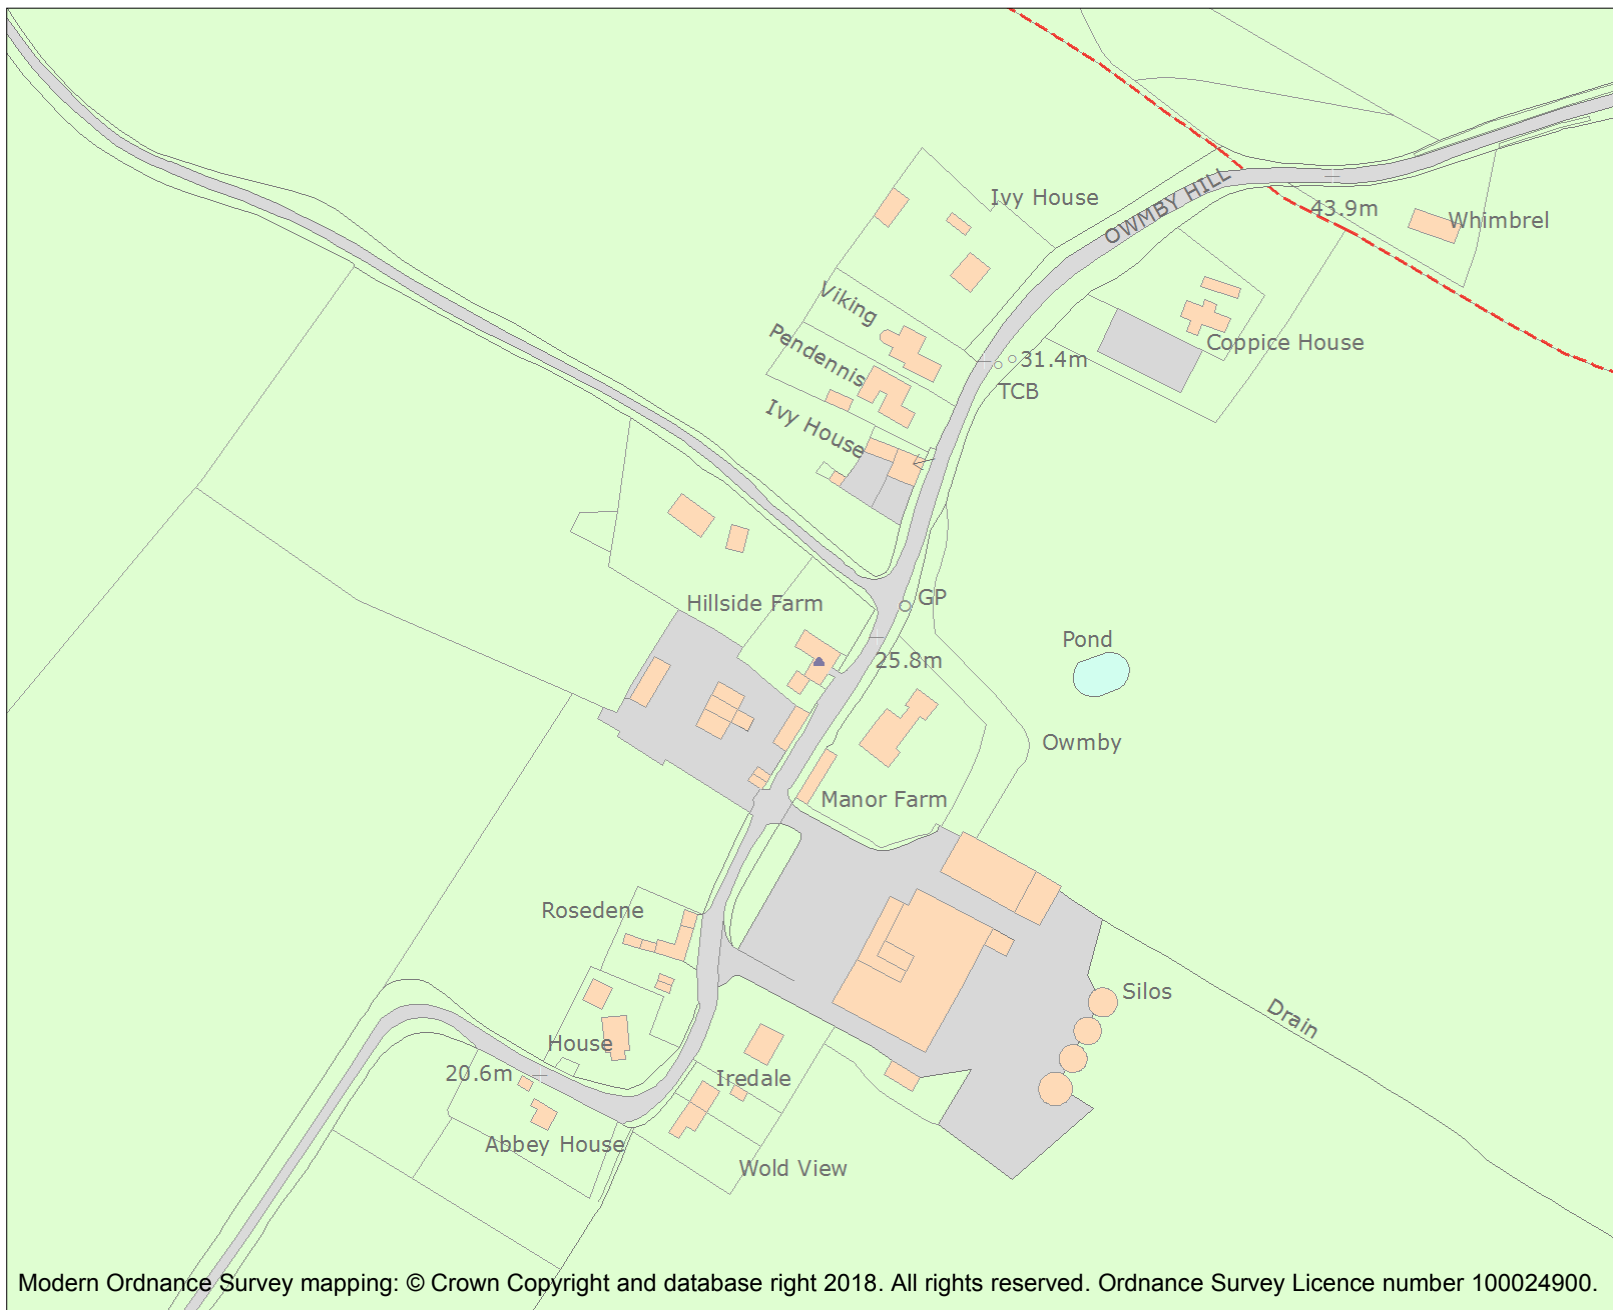 Ivy House
OWMBY HILL
43.9m
Whimbrel
Viking
Pendennis
Coppice House
31.4m
TCB
Ivy House
Hillside Farm
GP
25.8m
Pond
Owmby
Manor Farm
Rosedene
Silos
Drain
House
20.6m
Iredale
Abbey House
Wold View
Modern Ordnance Survey mapping: © Crown Copyright and database right 2018. All rights reserved. Ordnance Survey Licence number 100024900.